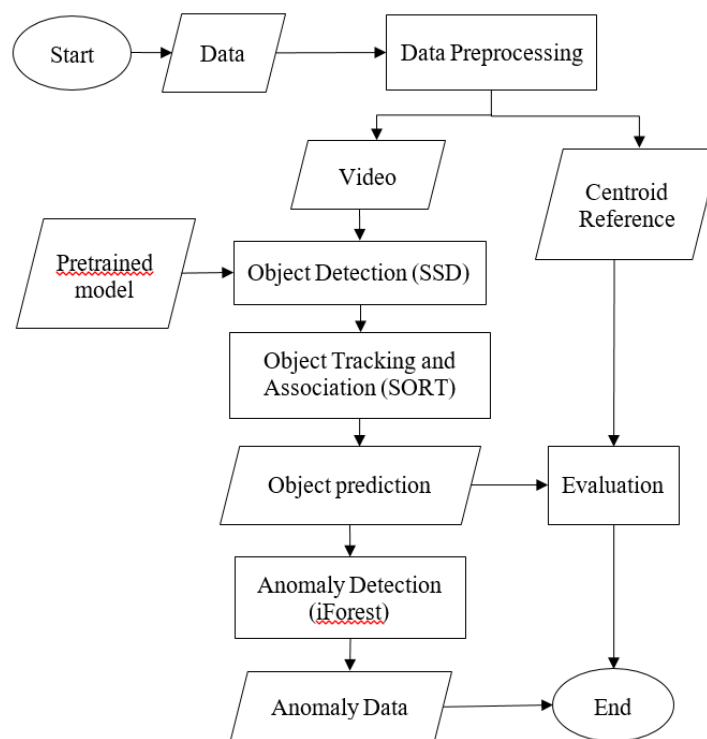 Start
Data
Data Preprocessing
Video
Centroid
Reference
Pretrained
model
Object Detection (SSD)
Object Tracking and
Association (SORT)
Object prediction
Evaluation
Anomaly Detection
(iForest)
Anomaly Data
End